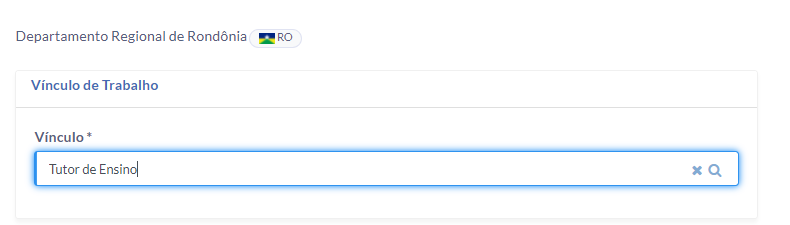 Departamento Regional de Rondônia RO
Vínculo de Trabalho
Vínculo *
Tutor de Ensino